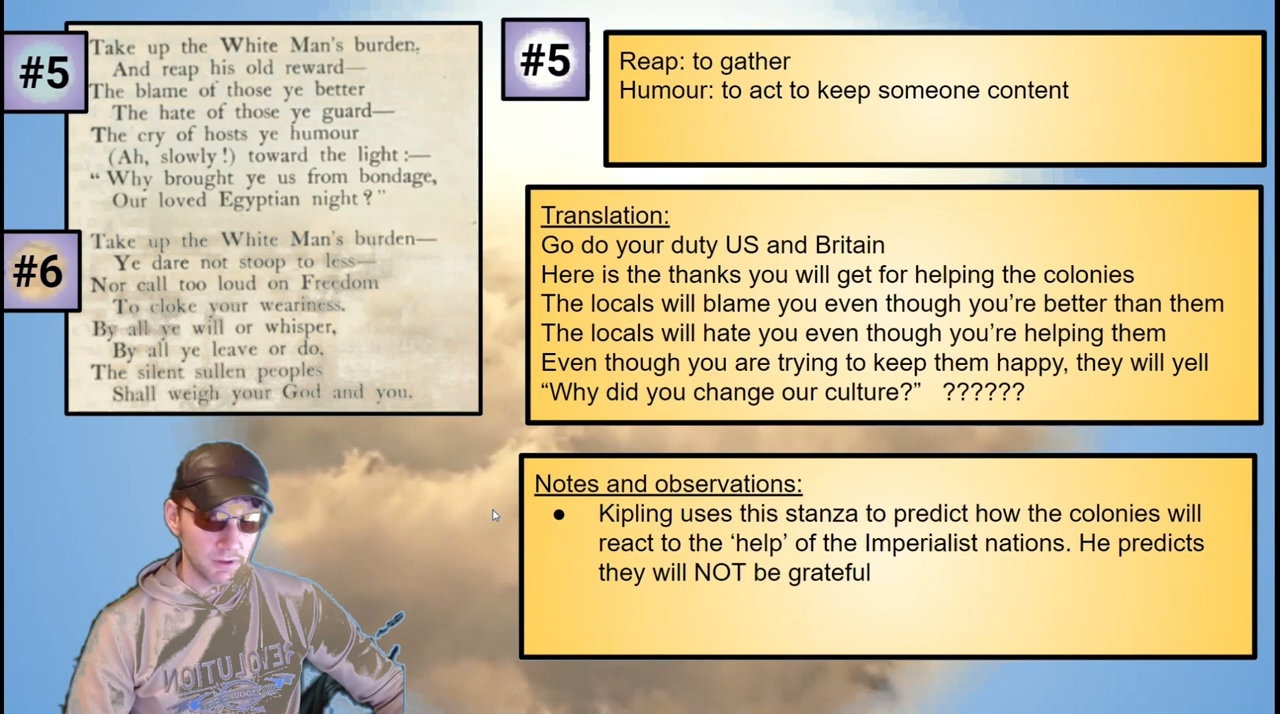 #5
Take up the White Man's burden,
And reap his old reward—
The blame of those ye better
The hate of those ye guard—
The cry of hosts ye humour
(Ah, slowly!) toward the light:—
“Why brought ye us from bondage,
Our loved Egyptian night?”
#6
Take up the White Man's burden—
Ye dare not stoop to less—
Nor call too loud on Freedom
To cloke your weariness.
By all ye will or whisper,
By all ye leave or do,
The silent sullen peoples
Shall weigh your God and you.
#5
Reap: to gather
Humour: to act to keep someone content
Translation:
Go do your duty US and Britain
Here is the thanks you will get for helping the colonies
The locals will blame you even though you’re better than them
The locals will hate you even though you’re helping them
Even though you are trying to keep them happy, they will yell
“Why did you change our culture?” ??????
Notes and observations:
● Kipling uses this stanza to predict how the colonies will
react to the ‘help’ of the Imperialist nations. He predicts
they will NOT be grateful
REVOLUTION